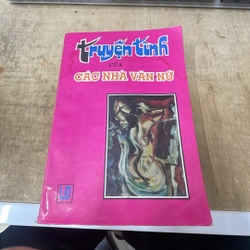 truyện tình
CỦA
CÁC NHÀ VĂN NỮ